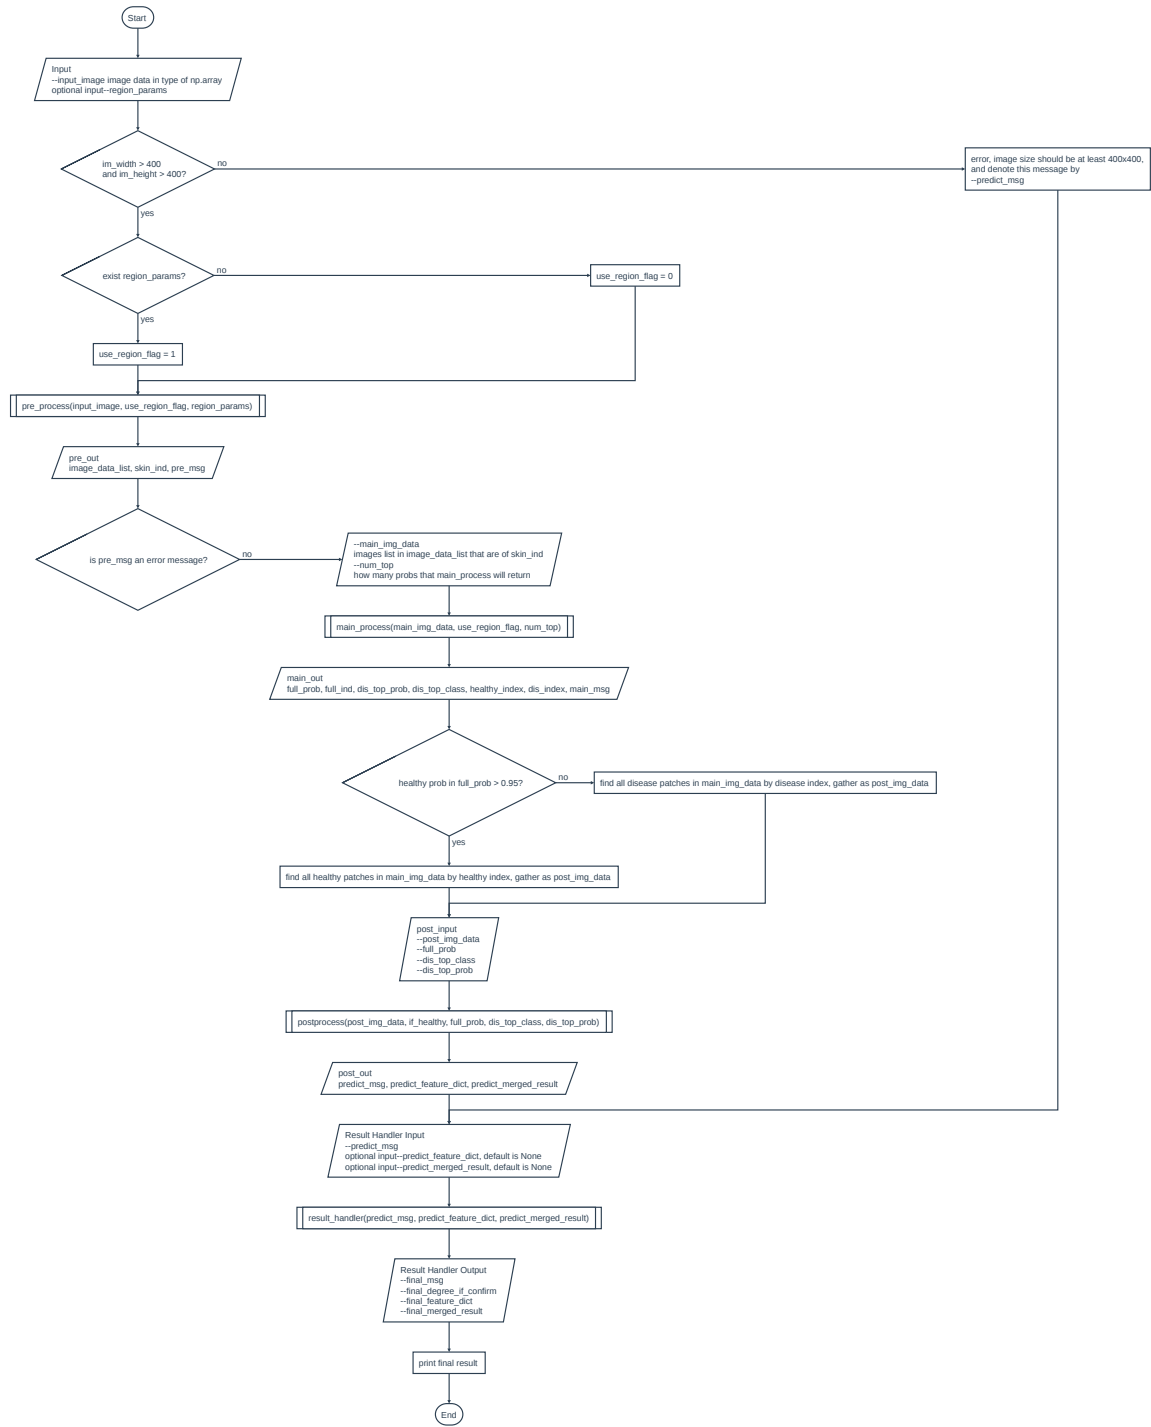 Start
Input
--input_image image data in type of np.array
optional input--region_params
im_width > 400
and im_height > 400?
no
error, image size should be at least 400x400,
and denote this message by
--predict_msg
yes
exist region_params?
no
use_region_flag = 0
yes
use_region_flag = 1
pre_process(input_image, use_region_flag, region_params)
pre_out
image_data_list, skin_ind, pre_msg
is pre_msg an error message?
no
--main_img_data
images list in image_data_list that are of skin_ind
--num_top
how many probs that main_process will return
main_process(main_img_data, use_region_flag, num_top)
main_out
full_prob, full_ind, dis_top_prob, dis_top_class, healthy_index, dis_index, main_msg
healthy prob in full_prob > 0.95?
no
find all disease patches in main_img_data by disease index, gather as post_img_data
yes
find all healthy patches in main_img_data by healthy index, gather as post_img_data
post_input
--post_img_data
--full_prob
--dis_top_class
--dis_top_prob
postprocess(post_img_data, if_healthy, full_prob, dis_top_class, dis_top_prob)
post_out
predict_msg, predict_feature_dict, predict_merged_result
Result Handler Input
--predict_msg
optional input--predict_feature_dict, default is None
optional input--predict_merged_result, default is None
result_handler(predict_msg, predict_feature_dict, predict_merged_result)
Result Handler Output
--final_msg
--final_degree_if_confirm
--final_feature_dict
--final_merged_result
print final result
End